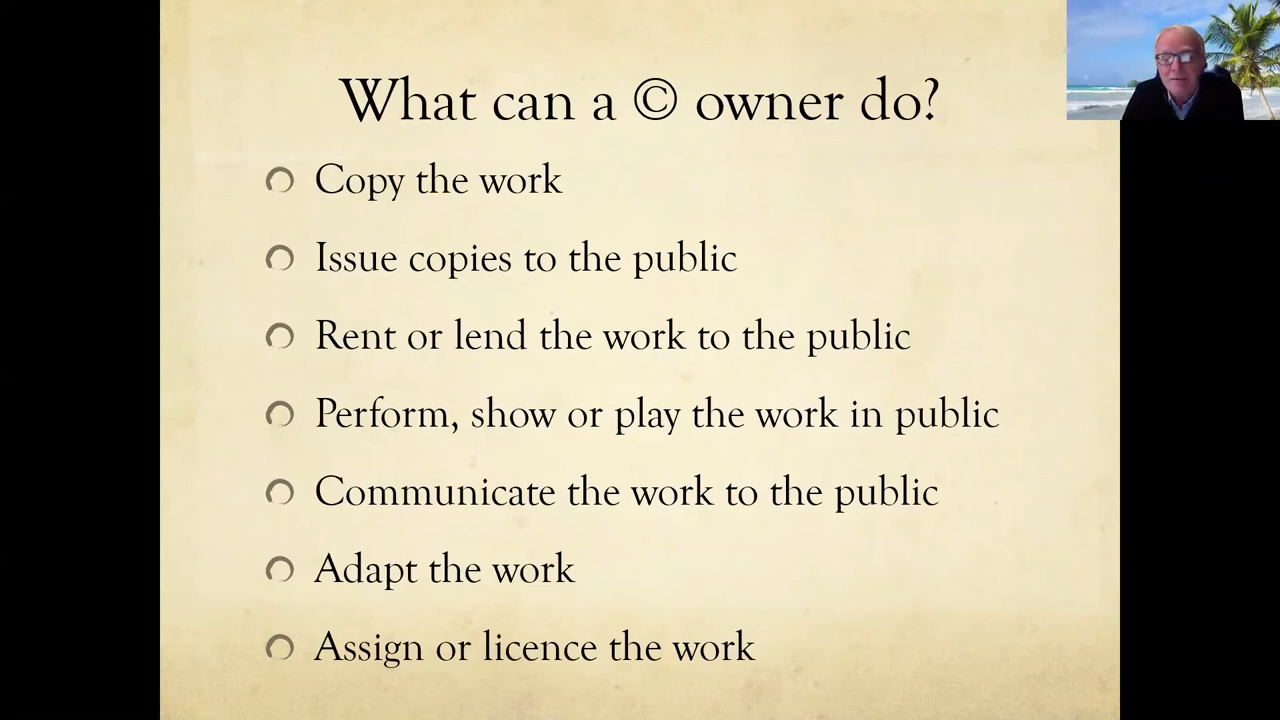 What can a © owner do?
Copy the work
Issue copies to the public
Rent or lend the work to the public
Perform, show or play the work in public
Communicate the work to the public
Adapt the work
Assign or licence the work